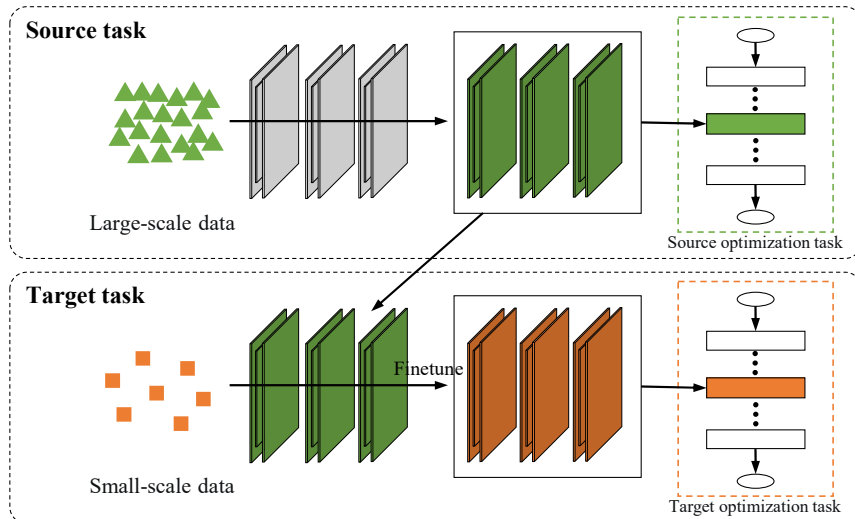 Source task
Large-scale data
Source optimization task
Target task
Finetune
Small-scale data
Target optimization task